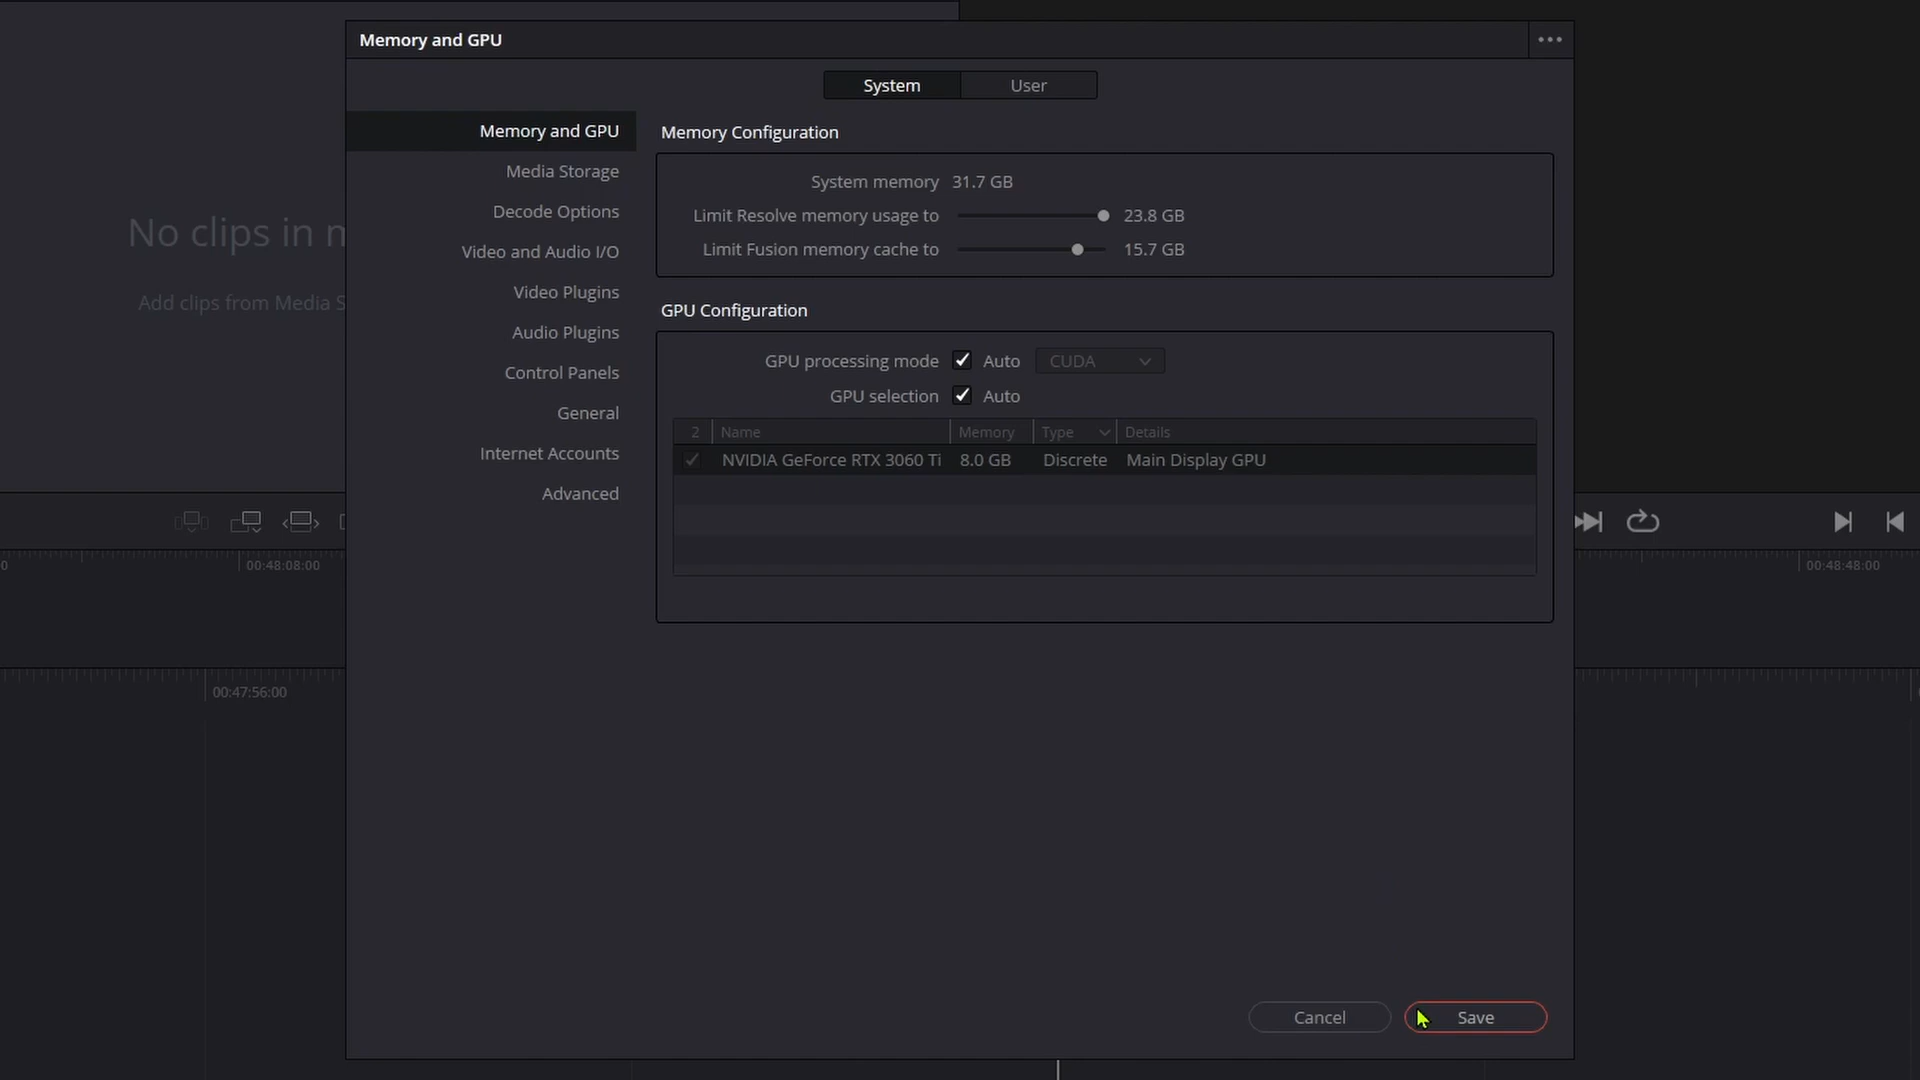 Memory and GPU
System
User
Memory and GPU
Media Storage
Decode Options
Video and Audio I/O
Video Plugins
Audio Plugins
Control Panels
General
Internet Accounts
Advanced
Memory Configuration
System memory 31.7 GB
Limit Resolve memory usage to 23.8 GB
Limit Fusion memory cache to 15.7 GB
GPU Configuration
GPU processing mode Auto CUDA
GPU selection Auto
2 Name Memory Type Details
NVIDIA GeForce RTX 3060 Ti 8.0 GB Discrete Main Display GPU
Cancel
Save
No clips in
Add clips from Media
00:48:08:00
00:48:48:00
00:47:56:00